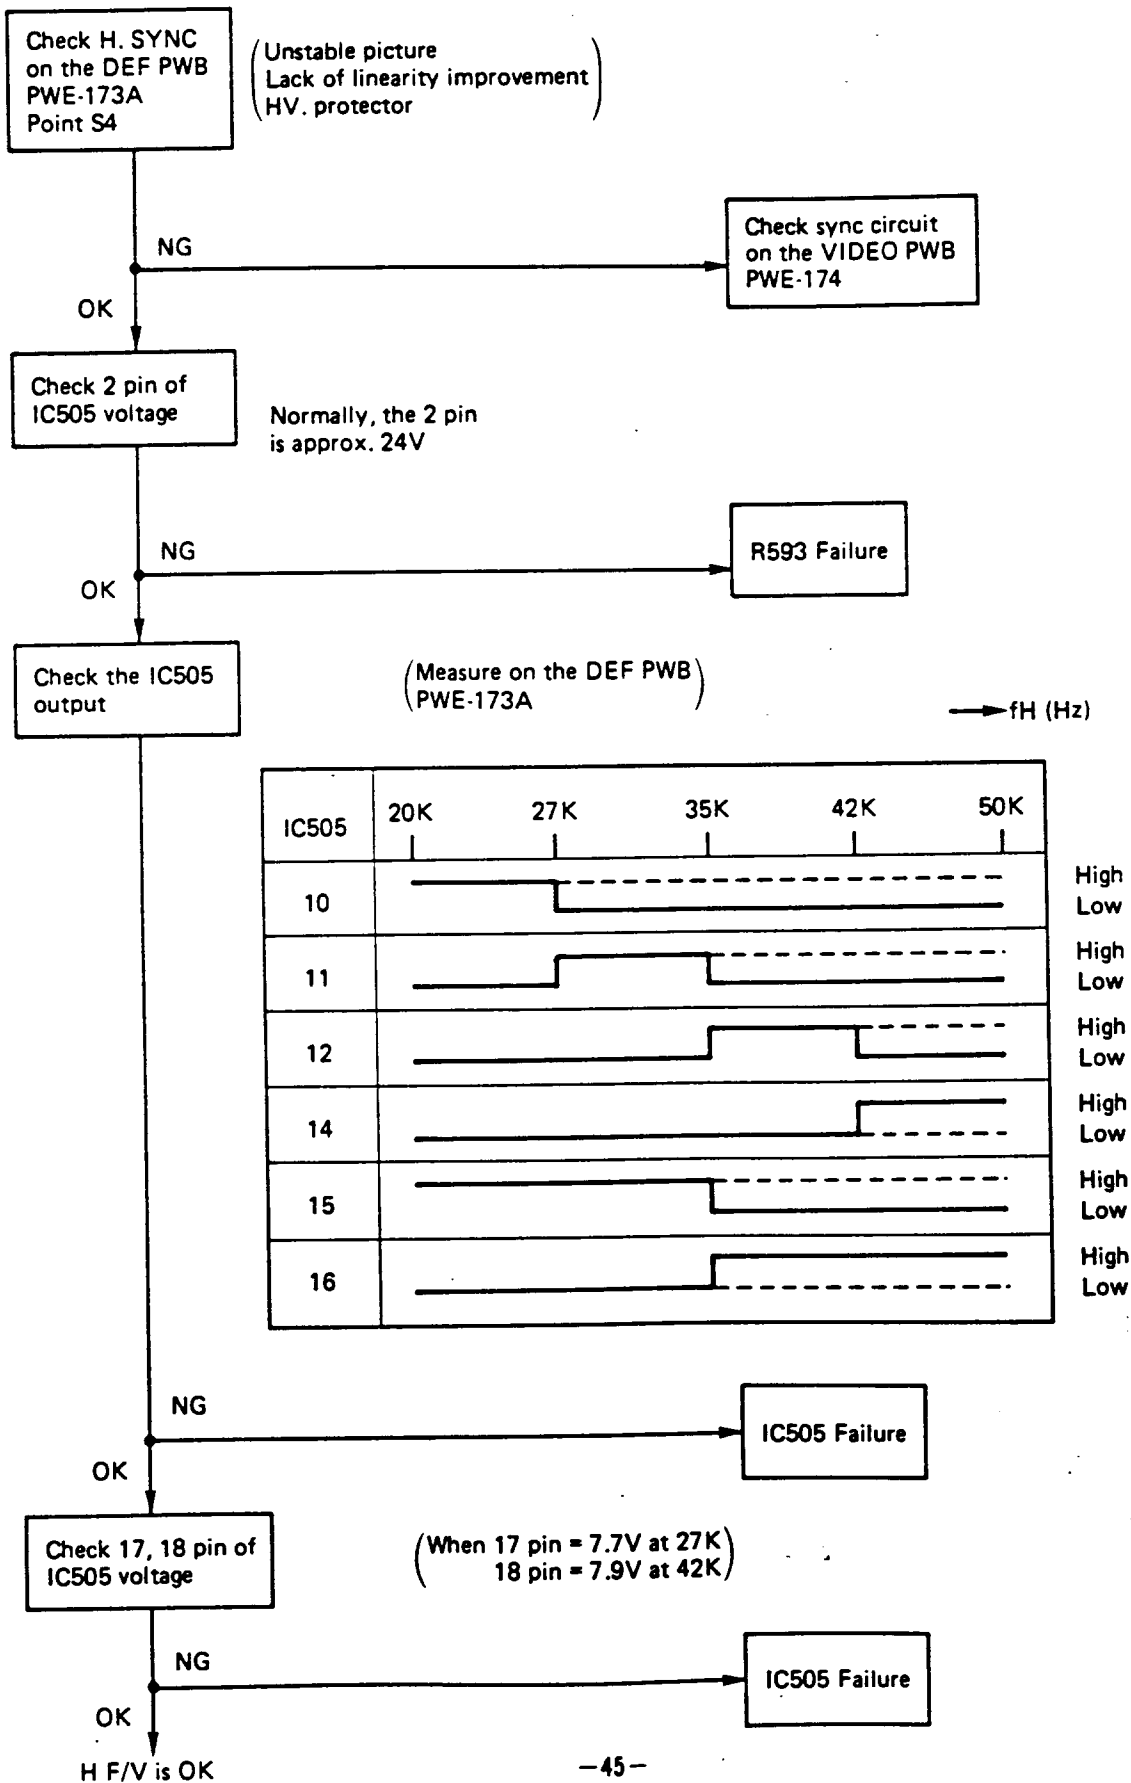 Check H. SYNC
on the DEF PWB
PWE-173A
Point S4
(Unstable picture
Lack of linearity improvement
HV. protector)
NG
Check sync circuit
on the VIDEO PWB
PWE-174
OK
Check 2 pin of
IC505 voltage
Normally, the 2 pin
is approx. 24V
NG
R593 Failure
OK
Check the IC505
output
(Measure on the DEF PWB
PWE-173A)
fH (Hz)
IC505 20K 27K 35K 42K 50K
10 High
Low
11 High
Low
12 High
Low
14 High
Low
15 High
Low
16 High
Low
NG
IC505 Failure
OK
Check 17, 18 pin of
IC505 voltage
(When 17 pin = 7.7V at 27K
18 pin = 7.9V at 42K)
NG
IC505 Failure
OK
H F/V is OK
—45—